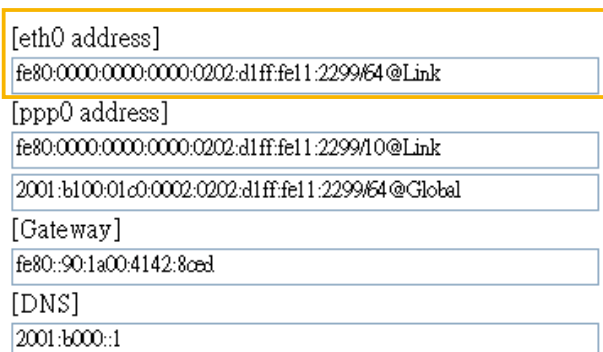 [eth0 address]
fe80:0000:0000:0000:0202:d1ff:fe11:2299/64@Link
[ppp0 address]
fe80:0000:0000:0000:0202:d1ff:fe11:2299/10@Link
2001:b100:01c0:0002:0202:d1ff:fe11:2299/64@Global
[Gateway]
fe80::90:1a00:4142:8ced
[DNS]
2001:b000::1